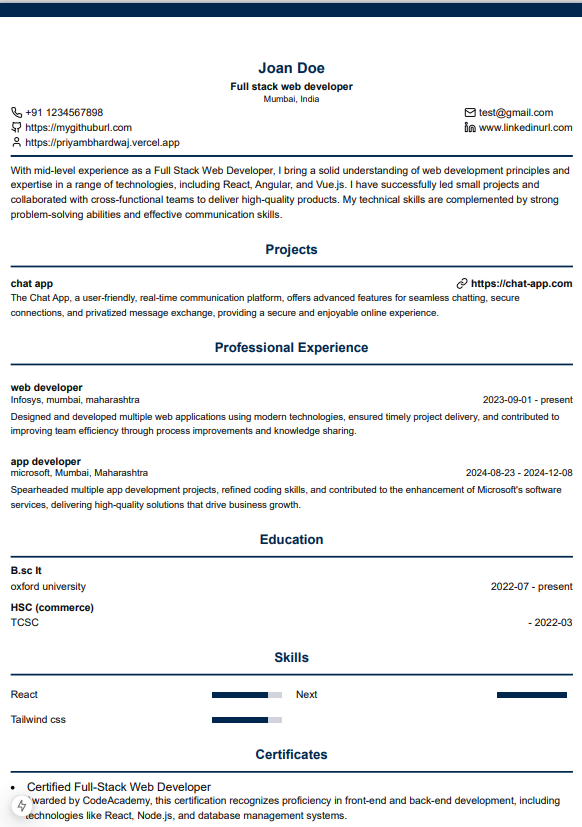 Joan Doe
Full stack web developer
Mumbai, India
+91 1234567898
test@gmail.com
https://mygithuburl.com
www.linkedinurl.com
https://priyambhardwaj.vercel.app
With mid-level experience as a Full Stack Web Developer, I bring a solid understanding of web development principles and
expertise in a range of technologies, including React, Angular, and Vue.js. I have successfully led small projects and
collaborated with cross-functional teams to deliver high-quality products. My technical skills are complemented by strong
problem-solving abilities and effective communication skills.
Projects
chat app https://chat-app.com
The Chat App, a user-friendly, real-time communication platform, offers advanced features for seamless chatting, secure
connections, and privatized message exchange, providing a secure and enjoyable online experience.
Professional Experience
web developer
Infosys, mumbai, maharashtra 2023-09-01 - present
Designed and developed multiple web applications using modern technologies, ensured timely project delivery, and contributed to
improving team efficiency through process improvements and knowledge sharing.
app developer
microsoft, Mumbai, Maharashtra 2024-08-23 - 2024-12-08
Spearheaded multiple app development projects, refined coding skills, and contributed to the enhancement of Microsoft's software
services, delivering high-quality solutions that drive business growth.
Education
B.sc It
oxford university 2022-07 - present
HSC (commerce)
TCSC - 2022-03
Skills
React Next
Tailwind css
Certificates
• Certified Full-Stack Web Developer
Awarded by CodeAcademy, this certification recognizes proficiency in front-end and back-end development, including
technologies like React, Node.js, and database management systems.